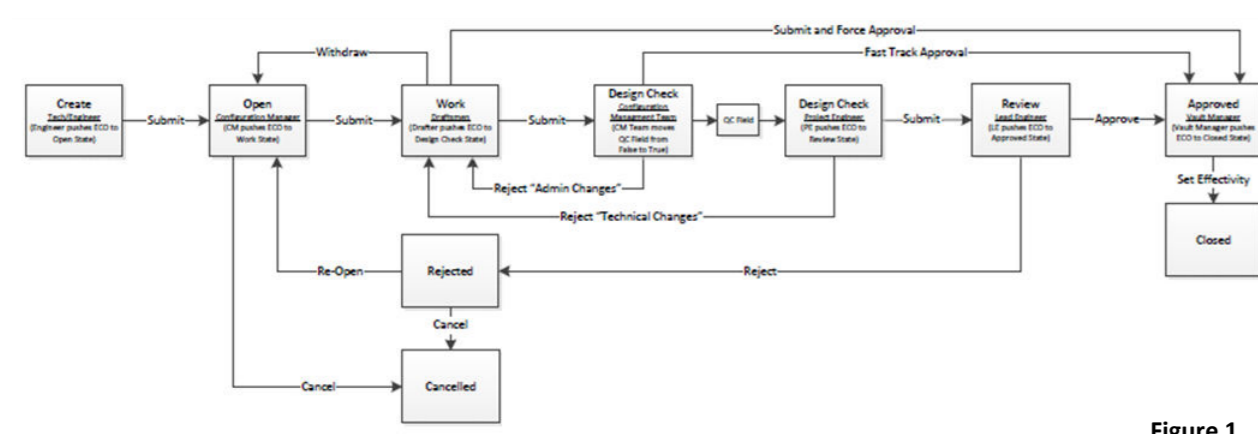 Submit and Force Approval
Withdraw
Fast Track Approval
Create
Tech/Engineer
(Engineer pushes ECO to
Open State)
Submit
Open
Configuration Manager
(CM pushes ECO to
Work State)
Submit
Work
Draftsmen
(Drafter pushes ECO to
Design Check State)
Submit
Design Check
Configuration
Managment Team
(CM Team moves
QC Field from
False to True)
QC Field
Design Check
Project Engineer
(PE pushes ECO to
Review State)
Submit
Review
Lead Engineer
(LE pushes ECO to
Approved State)
Approve
Approved
Vault Manager
(Vault Manager pushes
ECO to Closed State)
Reject "Admin Changes"
Set Effectivity
Reject "Technical Changes"
Closed
Re-Open
Rejected
Reject
Cancel
Cancel
Cancelled
Figure 1